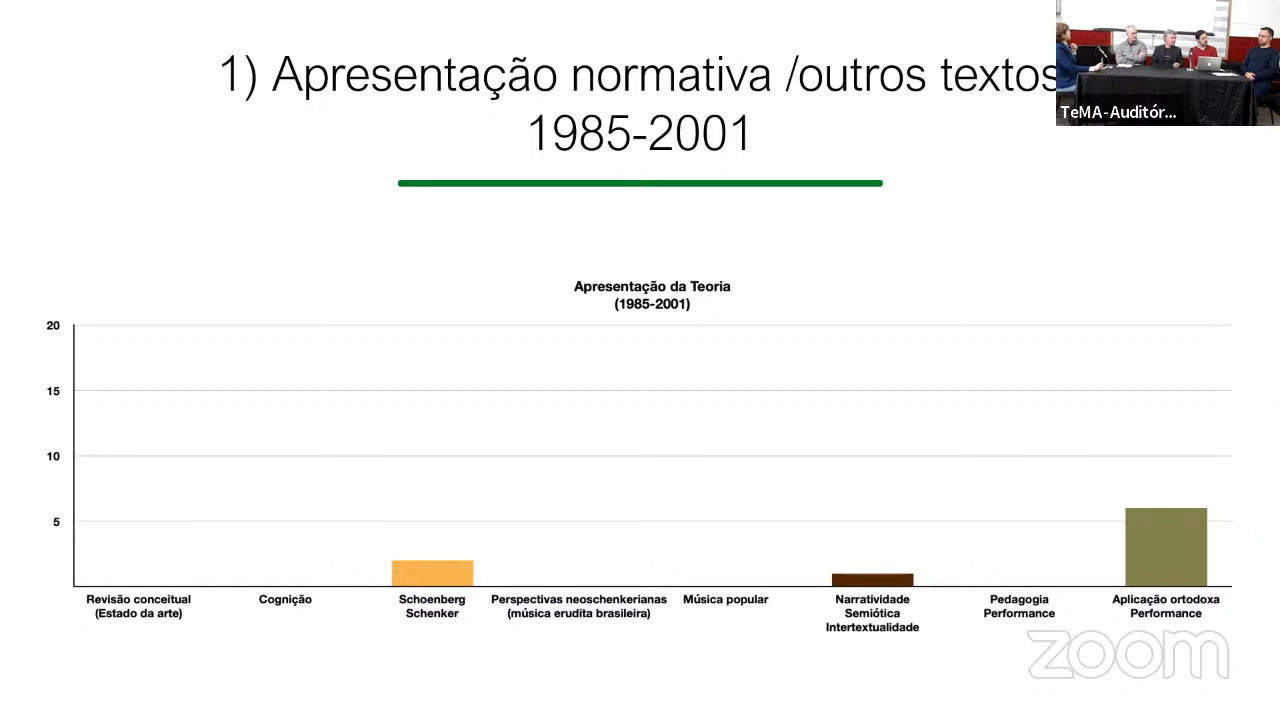 1) Apresentação normativa /outros textos
1985-2001
TeMA-Auditór...
Apresentação da Teoria
(1985-2001)
20
15
10
5
Revisão conceitual
(Estado da arte)
Cognição
Schoenberg
Schenker
Perspectivas neoschenkerianas
(música erudita brasileira)
Música popular
Narratividade
Semiótica
Intertextualidade
Pedagogia
Performance
Aplicação ortodoxa
Performance
zoom